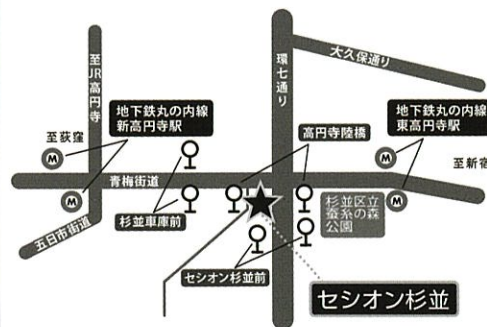 至JR高円寺
環七通り
大久保通り
地下鉄丸の内線
新高円寺駅
高円寺陸橋
地下鉄丸の内線
東高円寺駅
至荻窪
M
M
至新宿
青梅街道
M
M
杉並車庫前
杉並区立
蚕糸の森
公園
五日市街道
セシオン杉並前
セシオン杉並